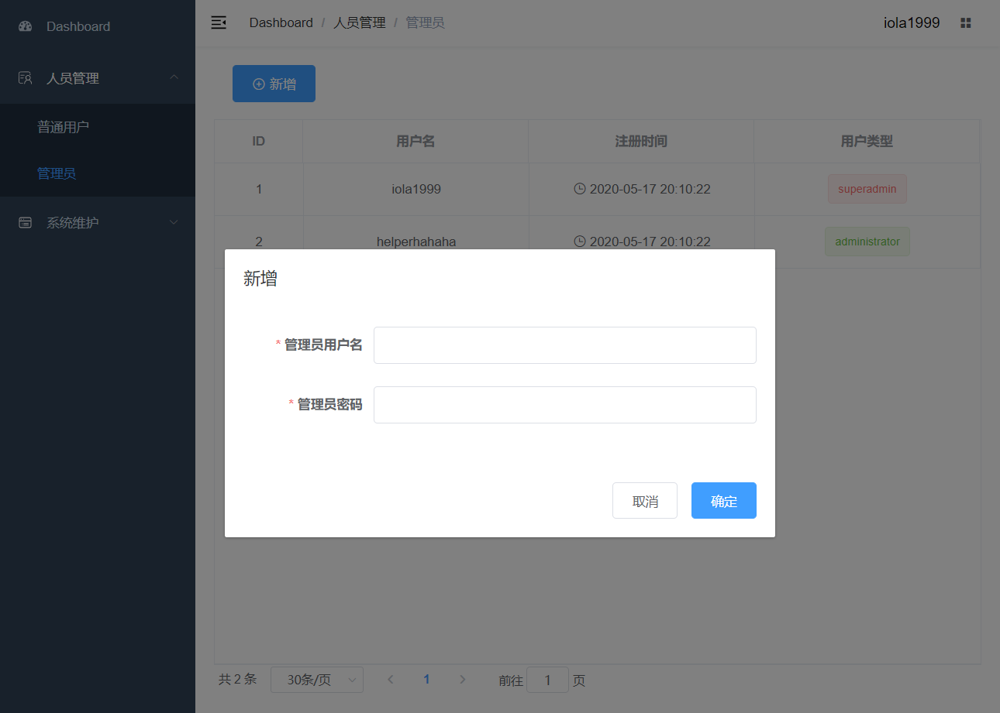 Dashboard
人员管理
普通用户
管理员
系统维护
Dashboard / 人员管理 / 管理员
iola1999
新增
ID 用户名 注册时间 用户类型
1 iola1999 2020-05-17 20:10:22 superadmin
2 helperhahaha 2020-05-17 20:10:22 administrator
新增
* 管理员用户名
* 管理员密码
取消 确定
共 2 条 30条/页 1 前往 1 页